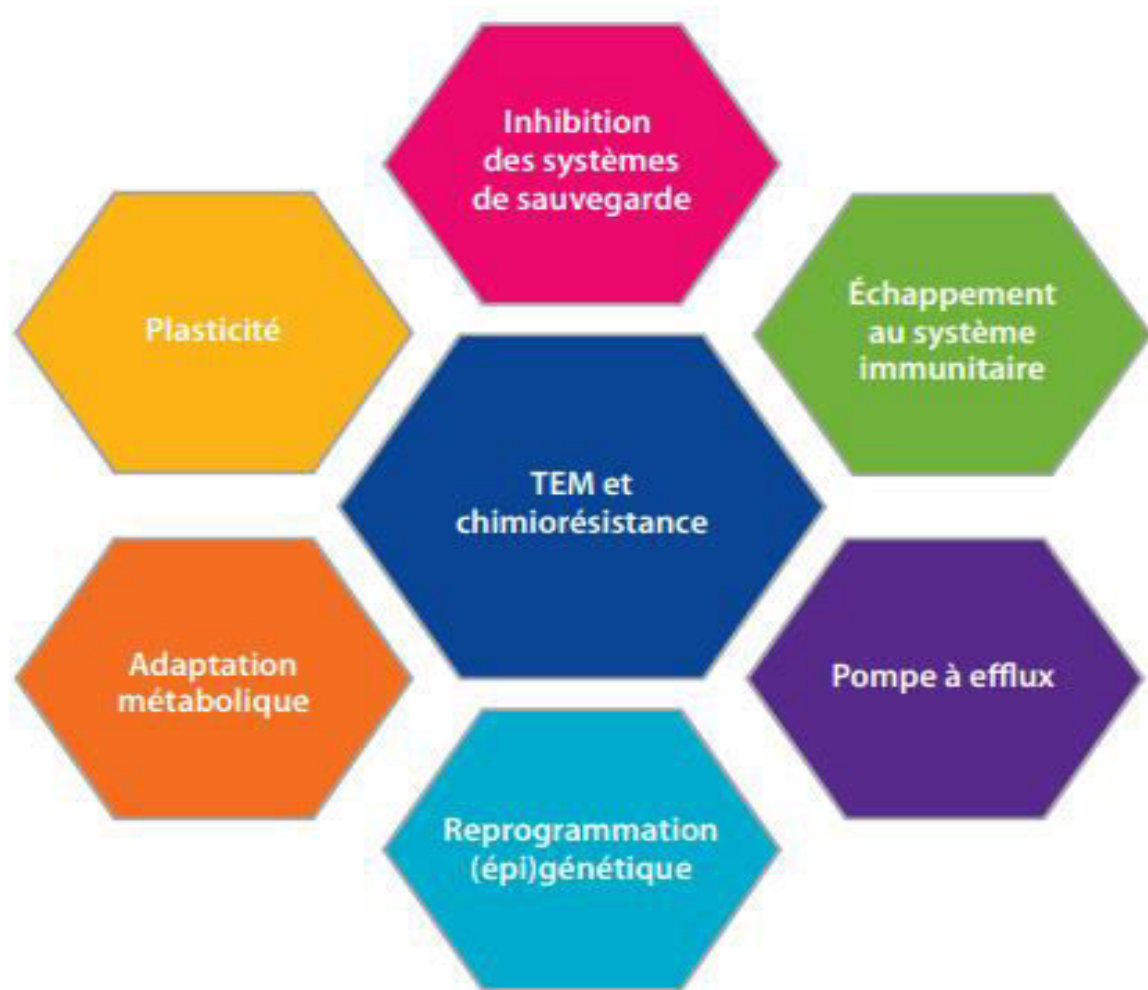 Inhibition
des systèmes
de sauvegarde
Plasticité
Échappement
au système
immunitaire
TEM et
chimiorésistance
Adaptation
métabolique
Pompe à efflux
Reprogrammation
(épi)génétique